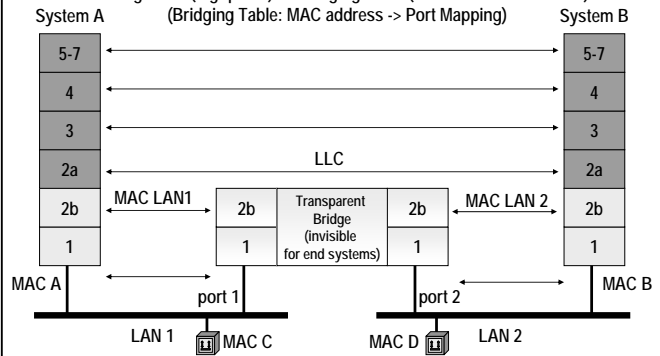 (Bridging Table: MAC address -> Port Mapping)
System A
System B
5-7
5-7
4
4
3
3
LLC
2a
2a
MAC LAN1
MAC LAN 2
2b
2b
Transparent
Bridge
(invisible
for end systems)
2b
2b
1
1
1
1
MAC A
MAC B
port 1
port 2
LAN 1
MAC C
MAC D
LAN 2